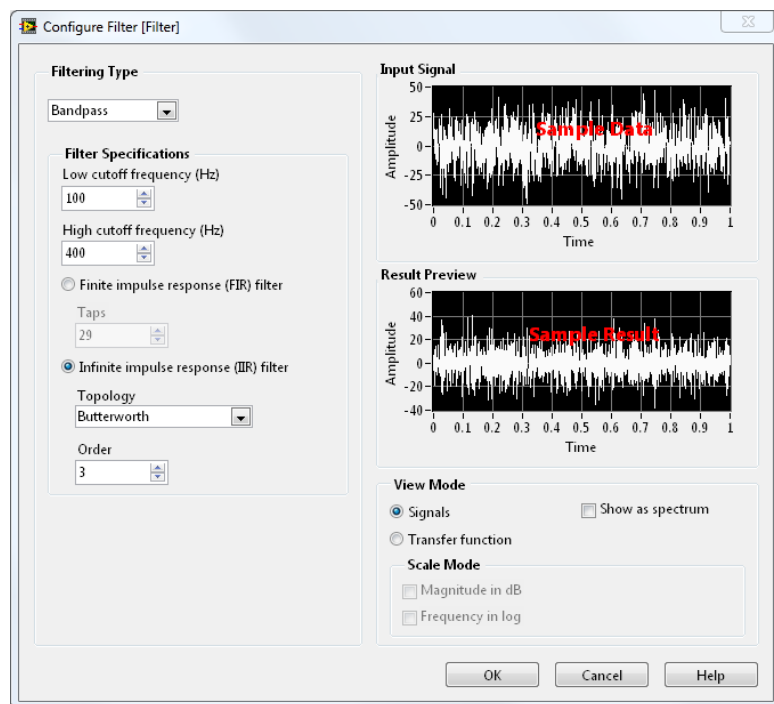 Configure Filter [Filter]
Filtering Type
Bandpass
Filter Specifications
Low cutoff frequency (Hz)
100
High cutoff frequency (Hz)
400
Finite impulse response (FIR) filter
Taps
29
Infinite impulse response (IIR) filter
Topology
Butterworth
Order
3
Input Signal
50
25
0
-25
-50
Amplitude
Sample Data
0 0.1 0.2 0.3 0.4 0.5 0.6 0.7 0.8 0.9 1
Time
Result Preview
60
40
20
0
-20
-40
Amplitude
Sample Result
0 0.1 0.2 0.3 0.4 0.5 0.6 0.7 0.8 0.9 1
Time
View Mode
Signals
Show as spectrum
Transfer function
Scale Mode
Magnitude in dB
Frequency in log
OK Cancel Help